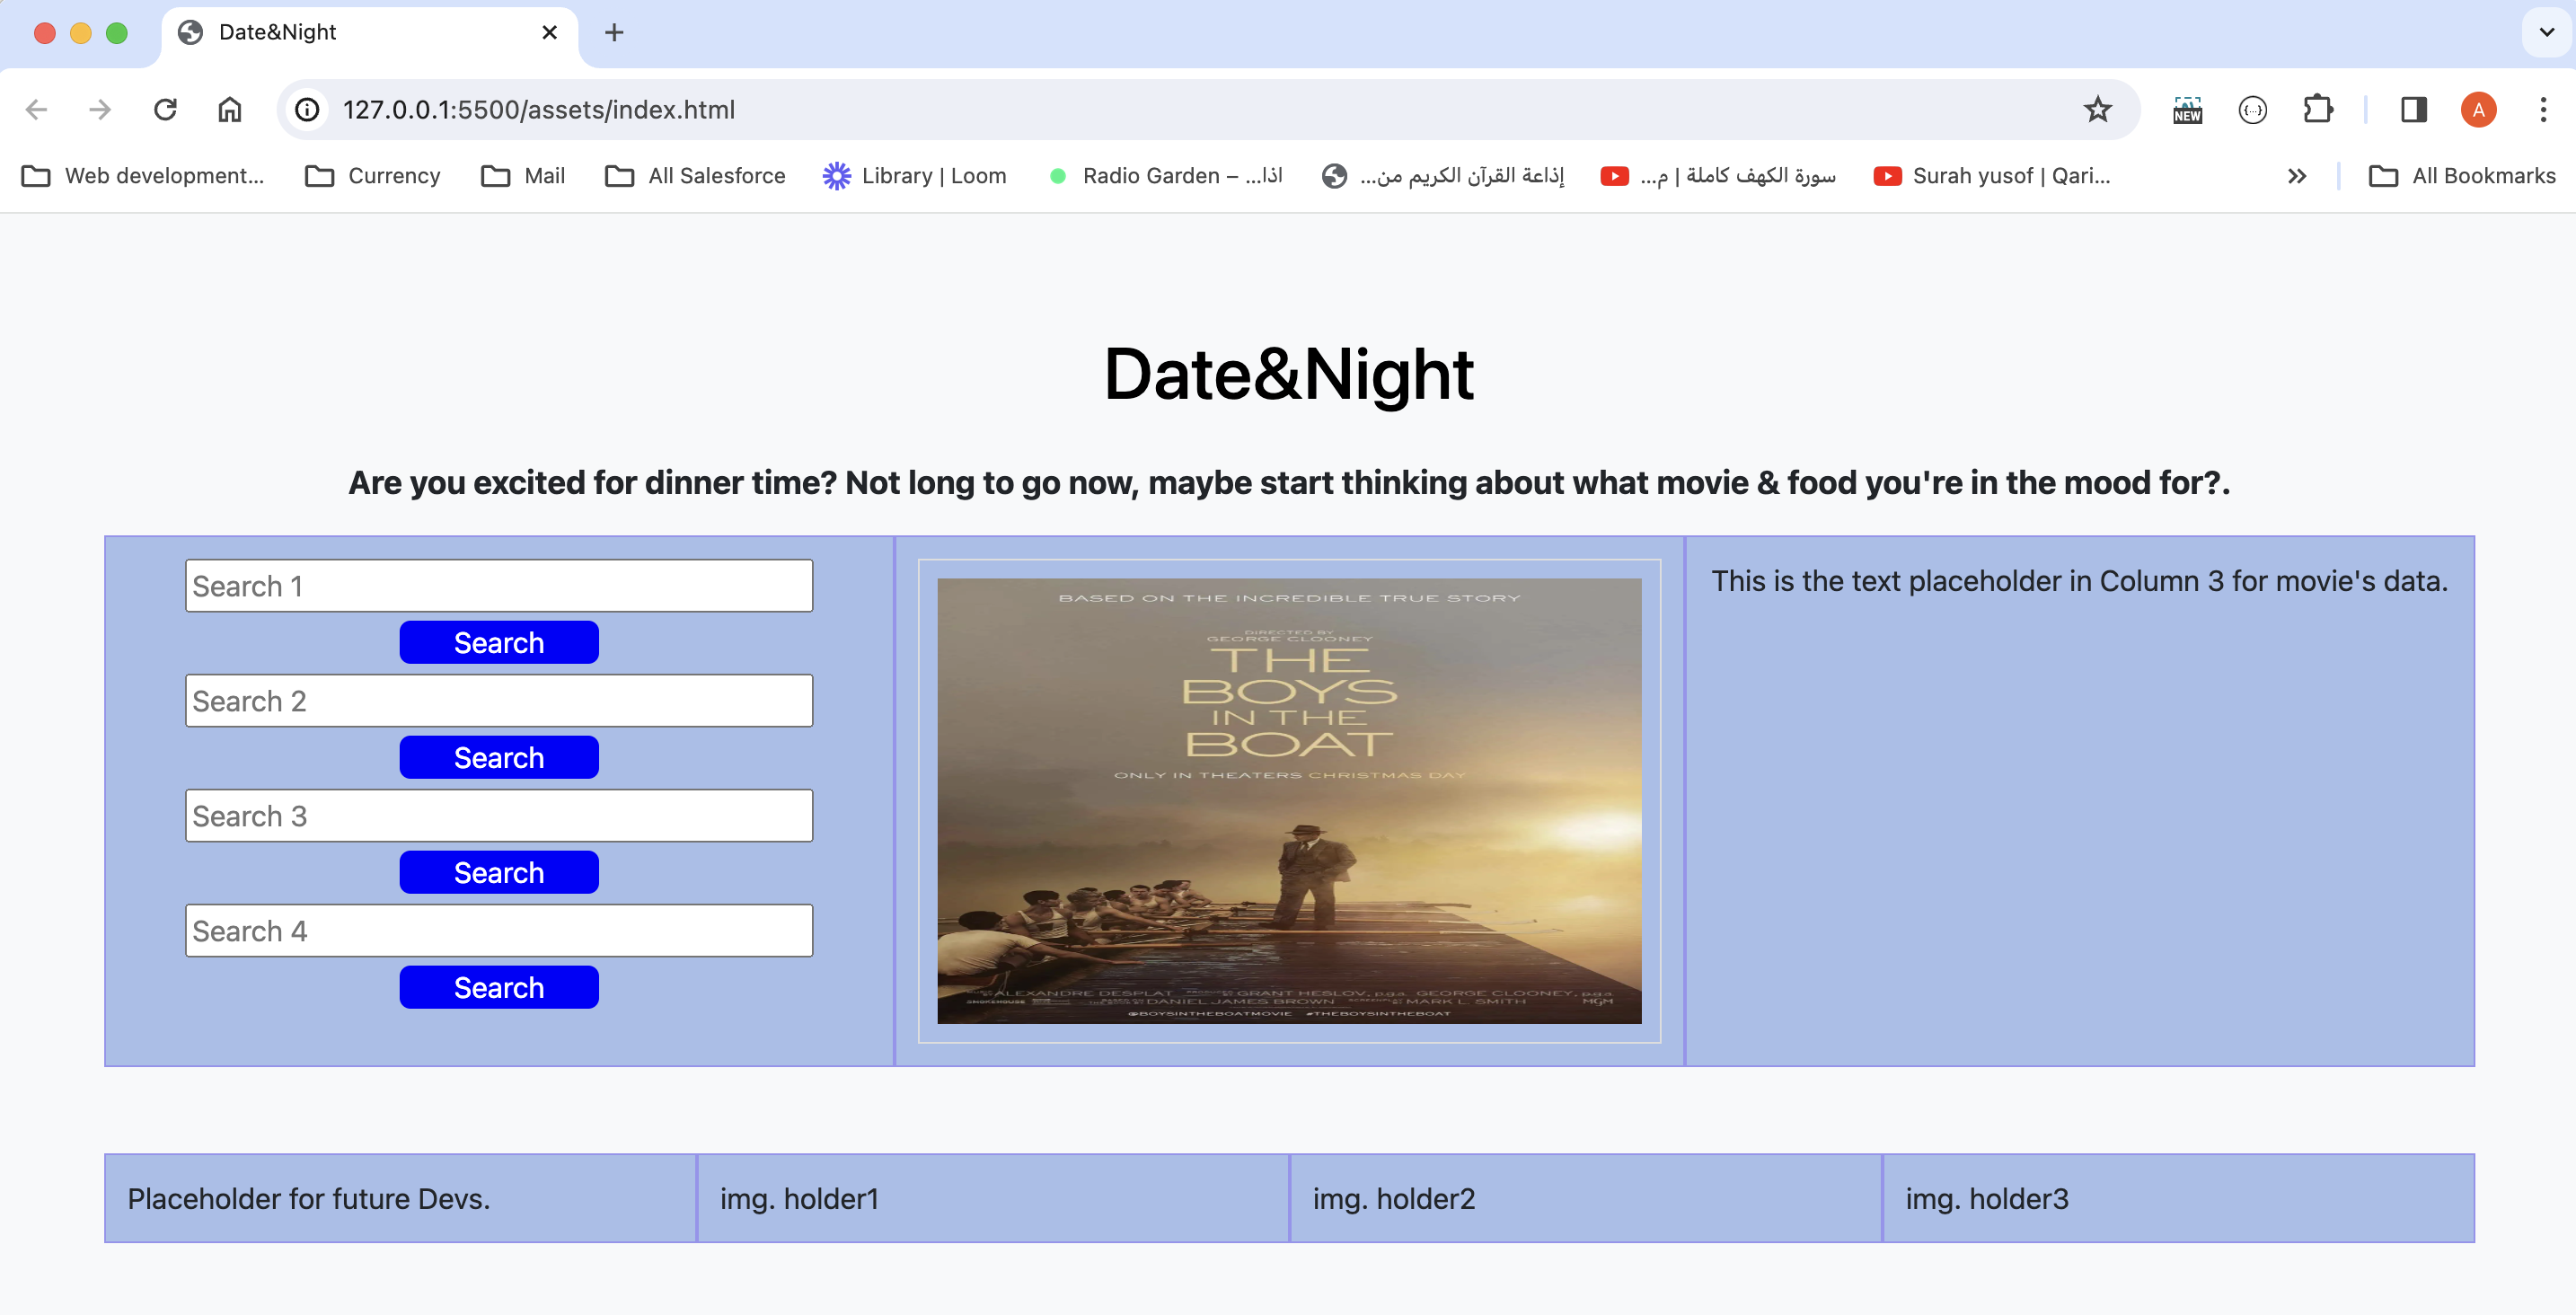 Date&Night
127.0.0.1:5500/assets/index.html
NEW
A
Web development...
Currency
Mail
All Salesforce
Library | Loom
Radio Garden – ...اذا
إذاعة القرآن الكريم من...
سورة الكهف كاملة | م...
Surah yusof | Qari...
All Bookmarks
Date&Night
Are you excited for dinner time? Not long to go now, maybe start thinking about what movie & food you're in the mood for?.
Search 1
Search
Search 2
Search
Search 3
Search
Search 4
Search
BASED ON THE INCREDIBLE TRUE STORY
DIRECTED BY
GEORGE CLOONEY
THE
BOYS
IN THE
BOAT
ONLY IN THEATERS CHRISTMAS DAY
ALEXANDRE DESPLAT GRANT HESLOV, p.g.a. GEORGE CLOONEY, p.g.a.
SMOKEHOUSE DANIEL JAMES BROWN MARK L. SMITH MGM
@BOYSINTHEBOATMOVIE #THEBOYSINTHEBOAT
This is the text placeholder in Column 3 for movie's data.
Placeholder for future Devs.
img. holder1
img. holder2
img. holder3